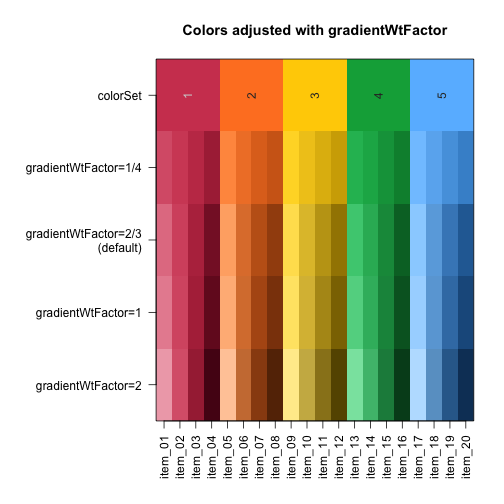 Colors adjusted with gradientWtFactor
colorSet
1
2
3
4
5
gradientWtFactor=1/4
gradientWtFactor=2/3
(default)
gradientWtFactor=1
gradientWtFactor=2
item_01
item_02
item_03
item_04
item_05
item_06
item_07
item_08
item_09
item_10
item_11
item_12
item_13
item_14
item_15
item_16
item_17
item_18
item_19
item_20